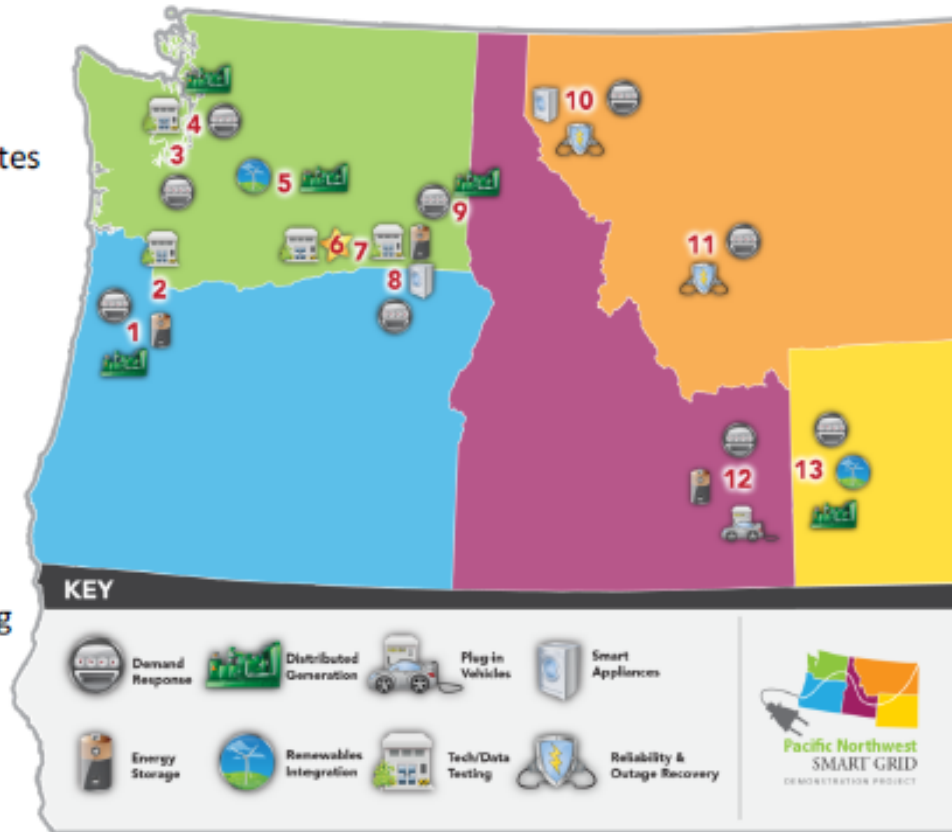 tes
10
4
3
5
11
9
6
7
8
2
1
12
13
g
KEY
Demand
Response
Distributed
Generation
Plug-in
Vehicles
Smart
Appliances
Energy
Storage
Renewables
Integration
Tech/Data
Testing
Reliability &
Outage Recovery
Pacific Northwest
SMART GRID
DEMONSTRATION PROJECT